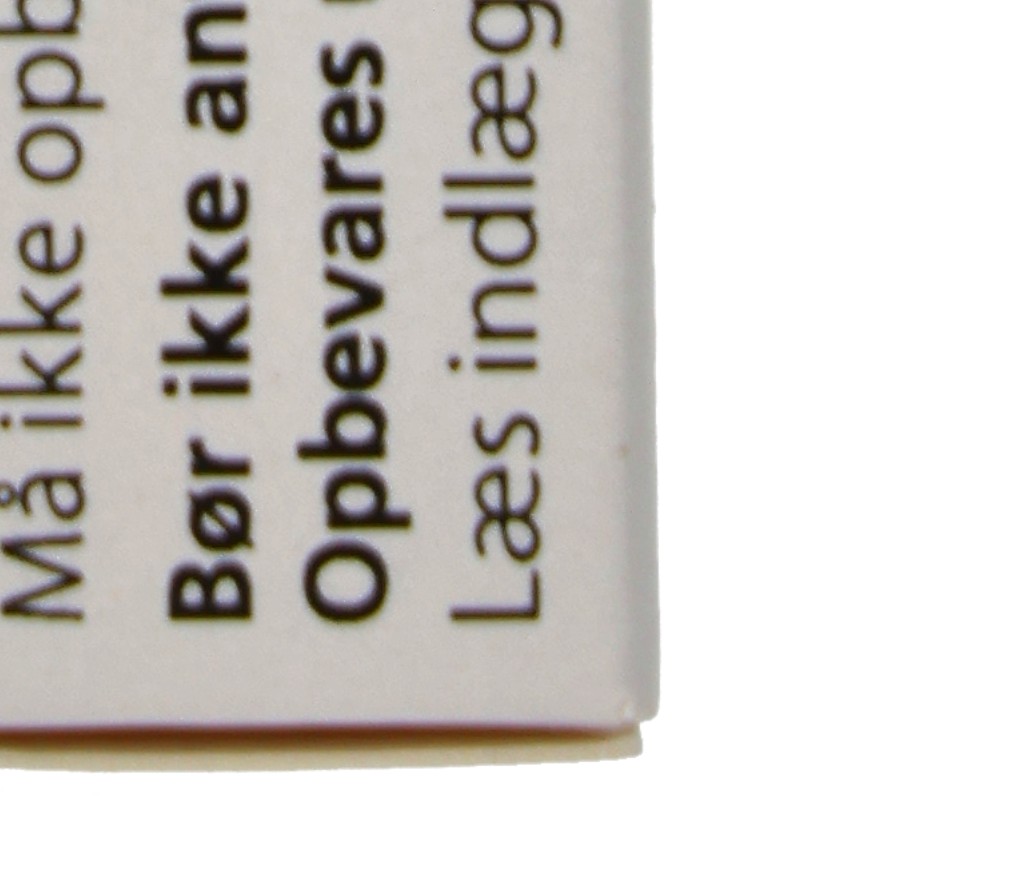 Må ikke opb
Bør ikke an
Opbevares
Læs indlæg